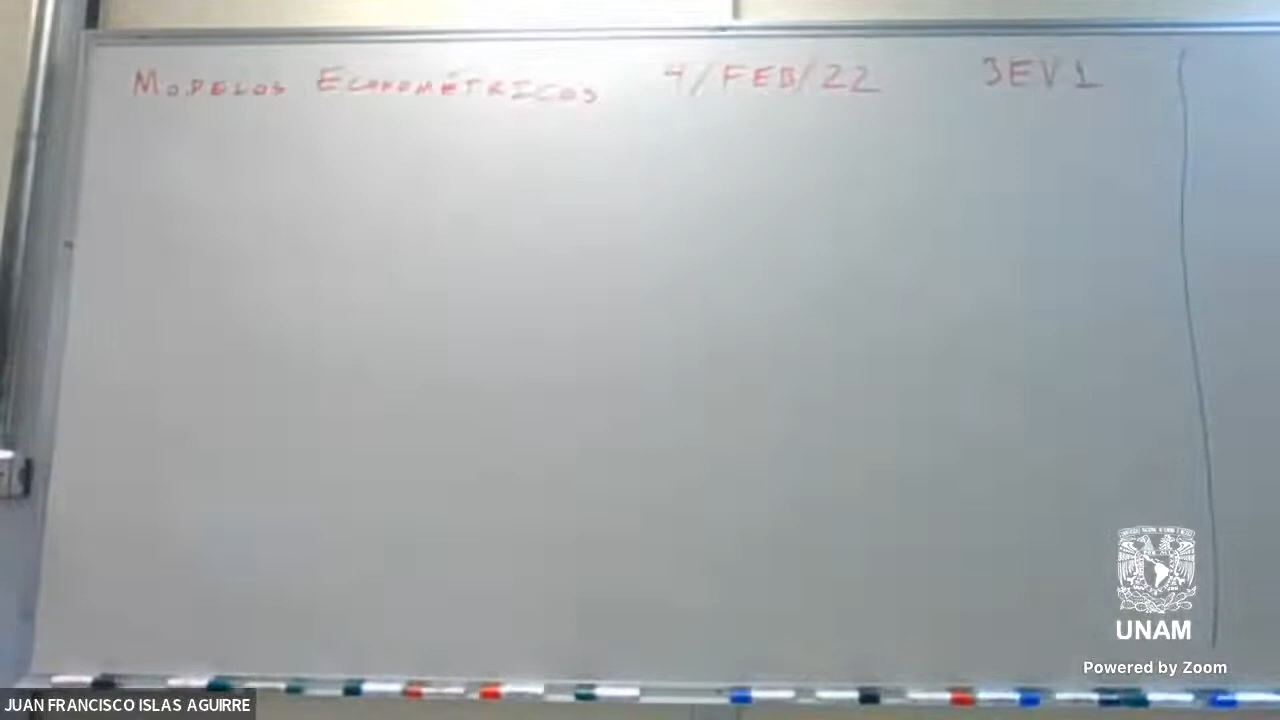 MODELOS ECONOMÉTRICOS 4/FEB/22 3EV1
UNAM
Powered by Zoom
JUAN FRANCISCO ISLAS AGUIRRE